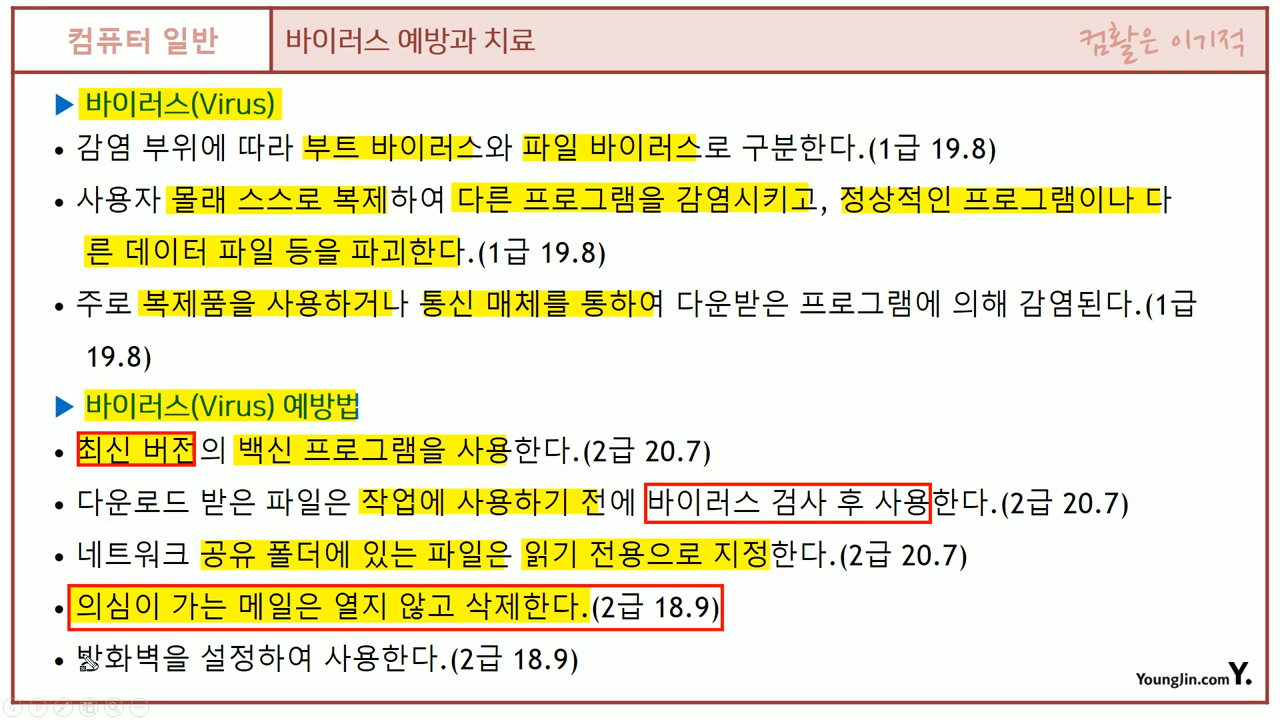 컴퓨터 일반
바이러스 예방과 치료
컴활은 이기적
▶ 바이러스(Virus)
• 감염 부위에 따라 부트 바이러스와 파일 바이러스로 구분한다.(1급 19.8)
• 사용자 몰래 스스로 복제하여 다른 프로그램을 감염시키고, 정상적인 프로그램이나 다
른 데이터 파일 등을 파괴한다.(1급 19.8)
• 주로 복제품을 사용하거나 통신 매체를 통하여 다운받은 프로그램에 의해 감염된다.(1급
19.8)
▶ 바이러스(Virus) 예방법
• 최신 버전의 백신 프로그램을 사용한다.(2급 20.7)
• 다운로드 받은 파일은 작업에 사용하기 전에 바이러스 검사 후 사용한다.(2급 20.7)
• 네트워크 공유 폴더에 있는 파일은 읽기 전용으로 지정한다.(2급 20.7)
• 의심이 가는 메일은 열지 않고 삭제한다.(2급 18.9)
• 방화벽을 설정하여 사용한다.(2급 18.9)
YoungJin.com Y.